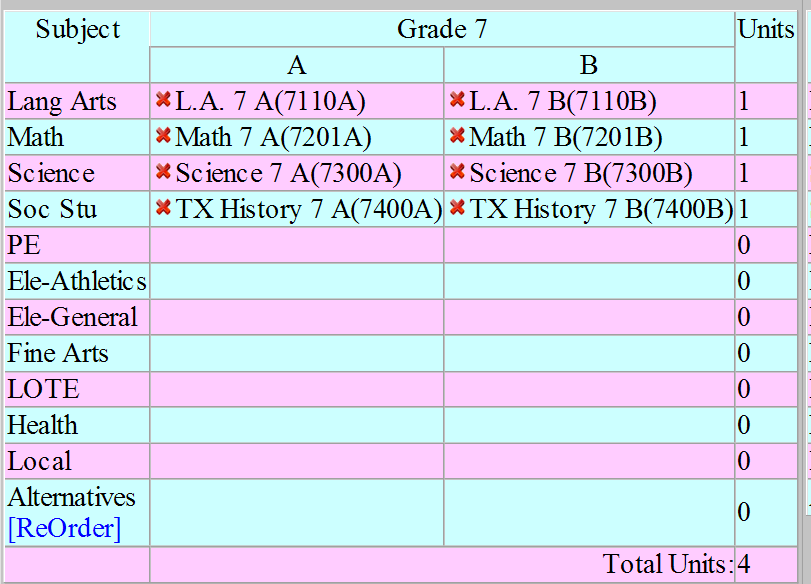 Subject Grade 7 Units
A B
Lang Arts L.A. 7 A(7110A) L.A. 7 B(7110B) 1
Math Math 7 A(7201A) Math 7 B(7201B) 1
Science Science 7 A(7300A) Science 7 B(7300B) 1
Soc Stu TX History 7 A(7400A) TX History 7 B(7400B) 1
PE 0
Ele-Athletics 0
Ele-General 0
Fine Arts 0
LOTE 0
Health 0
Local 0
Alternatives
[ReOrder] 0
Total Units: 4